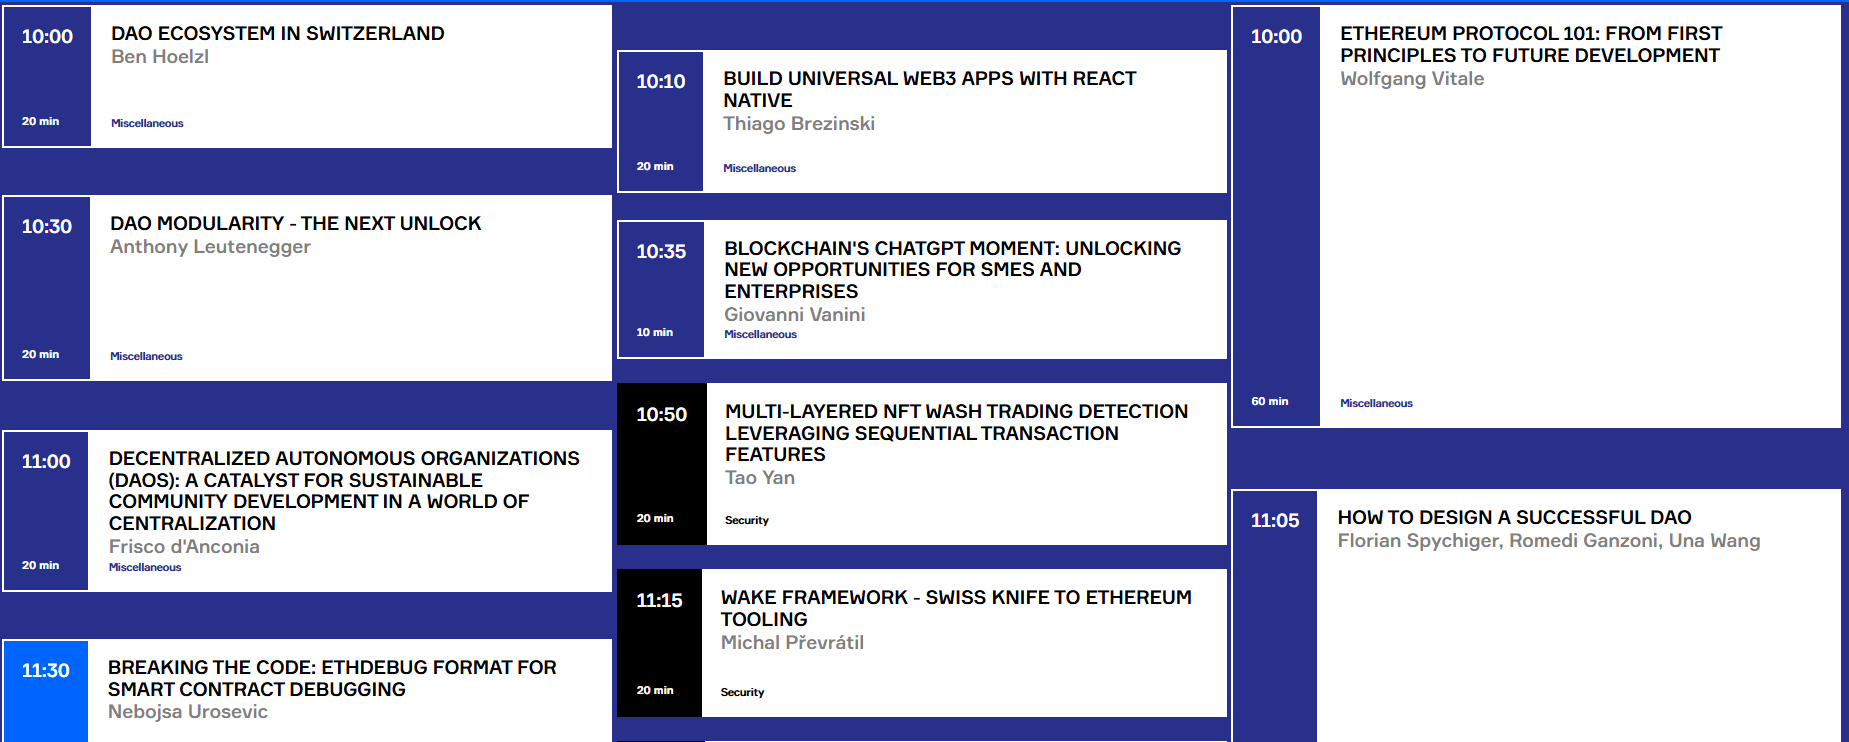 10:00
DAO ECOSYSTEM IN SWITZERLAND
Ben Hoelzl
20 min
Miscellaneous
10:30
DAO MODULARITY - THE NEXT UNLOCK
Anthony Leutenegger
20 min
Miscellaneous
11:00
DECENTRALIZED AUTONOMOUS ORGANIZATIONS
(DAOS): A CATALYST FOR SUSTAINABLE
COMMUNITY DEVELOPMENT IN A WORLD OF
CENTRALIZATION
Frisco d'Anconia
20 min
Miscellaneous
11:30
BREAKING THE CODE: ETHDEBUG FORMAT FOR
SMART CONTRACT DEBUGGING
Nebojsa Urosevic
10:10
BUILD UNIVERSAL WEB3 APPS WITH REACT
NATIVE
Thiago Brezinski
20 min
Miscellaneous
10:35
BLOCKCHAIN'S CHATGPT MOMENT: UNLOCKING
NEW OPPORTUNITIES FOR SMES AND
ENTERPRISES
Giovanni Vanini
10 min
Miscellaneous
10:50
MULTI-LAYERED NFT WASH TRADING DETECTION
LEVERAGING SEQUENTIAL TRANSACTION
FEATURES
Tao Yan
20 min
Security
11:15
WAKE FRAMEWORK - SWISS KNIFE TO ETHEREUM
TOOLING
Michal Převrátil
20 min
Security
10:00
ETHEREUM PROTOCOL 101: FROM FIRST
PRINCIPLES TO FUTURE DEVELOPMENT
Wolfgang Vitale
60 min
Miscellaneous
11:05
HOW TO DESIGN A SUCCESSFUL DAO
Florian Spychiger, Romedi Ganzoni, Una Wang